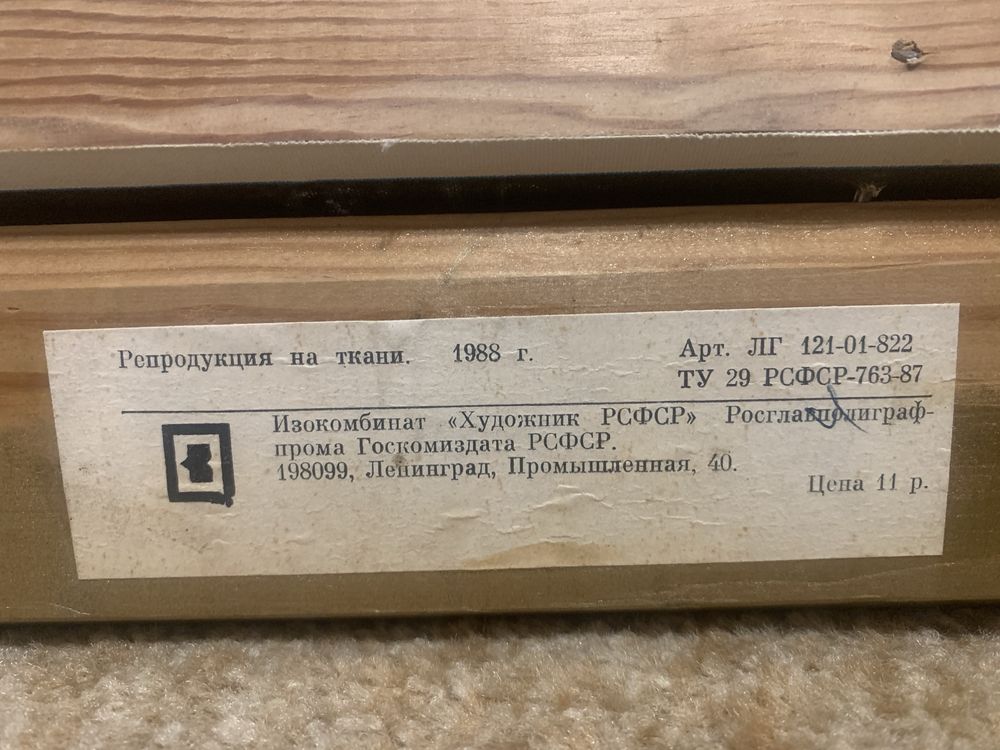 Репродукция на ткани. 1988 г.
Арт. ЛГ 121-01-822
ТУ 29 РСФСР-763-87
Изокомбинат «Художник РСФСР» Росглавполиграф-
прома Госкомиздата РСФСР.
198099, Ленинград, Промышленная, 40.
Цена 11 р.